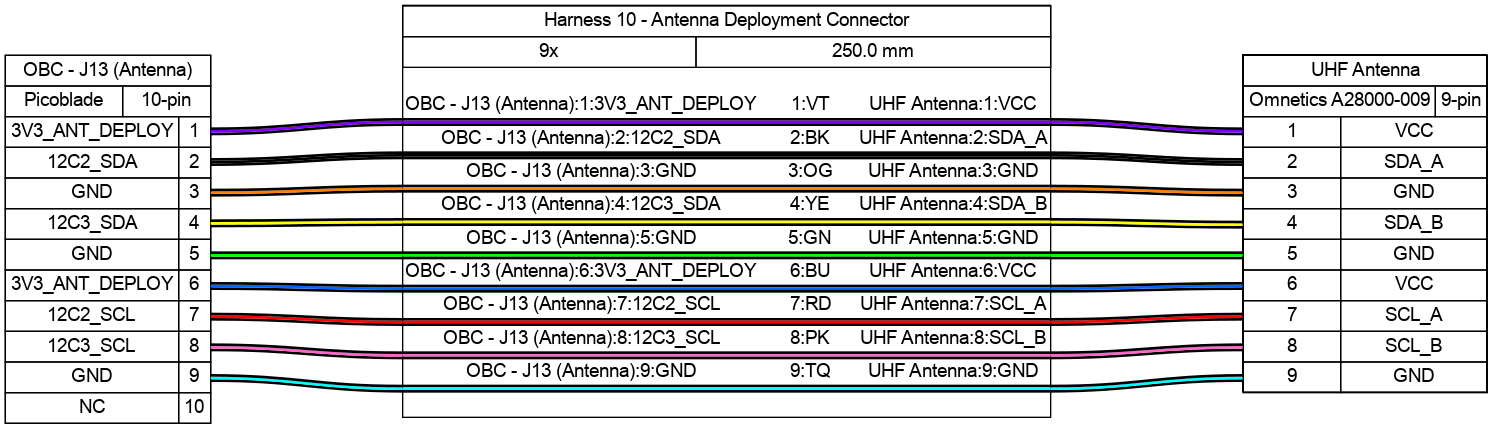 Harness 10 - Antenna Deployment Connector
9x 250.0 mm
OBC - J13 (Antenna)
Picoblade 10-pin
3V3_ANT_DEPLOY 1
12C2_SDA 2
GND 3
12C3_SDA 4
GND 5
3V3_ANT_DEPLOY 6
12C2_SCL 7
12C3_SCL 8
GND 9
NC 10
OBC - J13 (Antenna):1:3V3_ANT_DEPLOY 1:VT UHF Antenna:1:VCC
OBC - J13 (Antenna):2:12C2_SDA 2:BK UHF Antenna:2:SDA_A
OBC - J13 (Antenna):3:GND 3:OG UHF Antenna:3:GND
OBC - J13 (Antenna):4:12C3_SDA 4:YE UHF Antenna:4:SDA_B
OBC - J13 (Antenna):5:GND 5:GN UHF Antenna:5:GND
OBC - J13 (Antenna):6:3V3_ANT_DEPLOY 6:BU UHF Antenna:6:VCC
OBC - J13 (Antenna):7:12C2_SCL 7:RD UHF Antenna:7:SCL_A
OBC - J13 (Antenna):8:12C3_SCL 8:PK UHF Antenna:8:SCL_B
OBC - J13 (Antenna):9:GND 9:TQ UHF Antenna:9:GND
UHF Antenna
Omnetics A28000-009 9-pin
1 VCC
2 SDA_A
3 GND
4 SDA_B
5 GND
6 VCC
7 SCL_A
8 SCL_B
9 GND